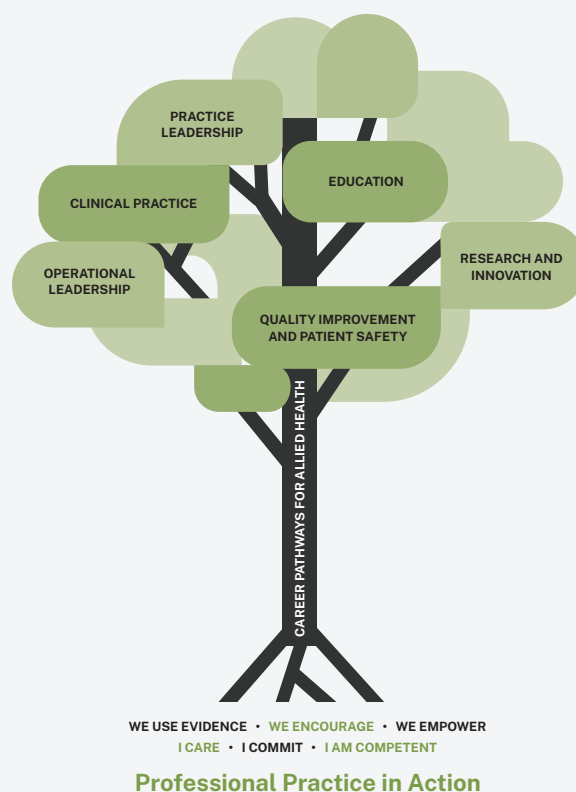 PRACTICE
LEADERSHIP
CLINICAL PRACTICE
EDUCATION
OPERATIONAL
LEADERSHIP
RESEARCH AND
INNOVATION
QUALITY IMPROVEMENT
AND PATIENT SAFETY
CAREER PATHWAYS FOR ALLIED HEALTH
WE USE EVIDENCE • WE ENCOURAGE • WE EMPOWER
I CARE • I COMMIT • I AM COMPETENT
Professional Practice in Action